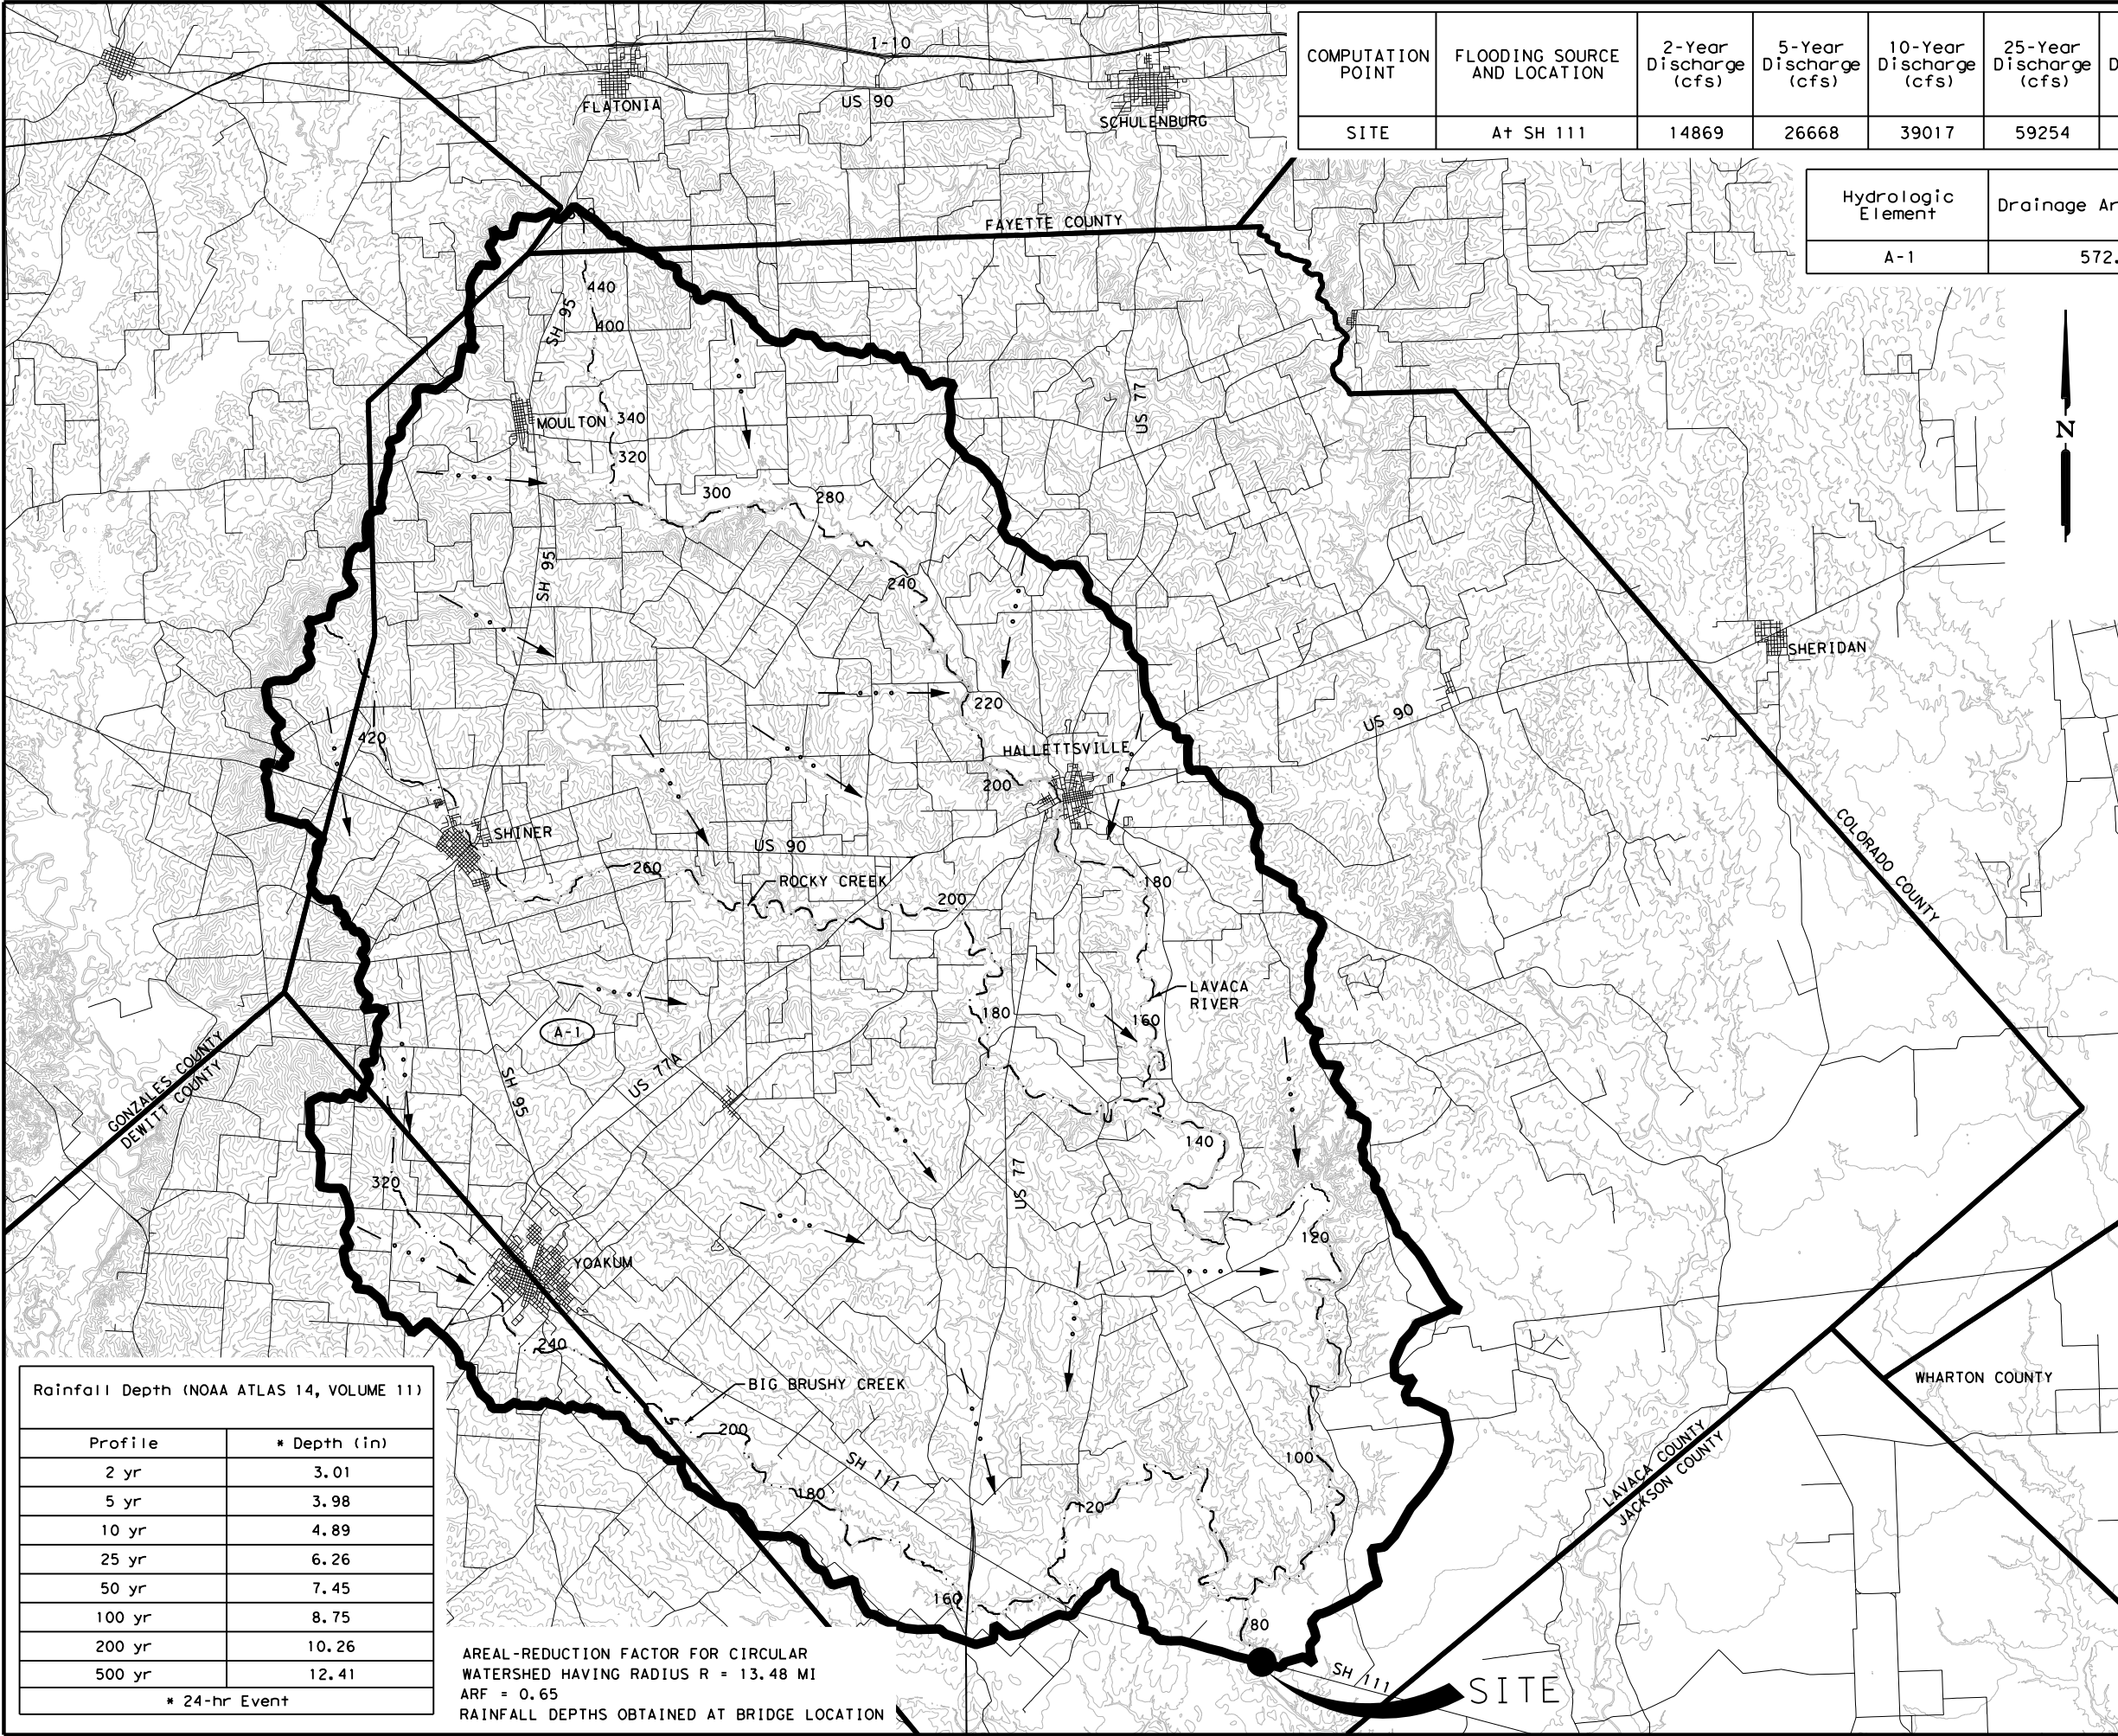 I-10
FLATONIA
US 90
SCHULENBURG
COMPUTATION
POINT
FLOODING SOURCE
AND LOCATION
2-Year
Discharge
(cfs)
5-Year
Discharge
(cfs)
10-Year
Discharge
(cfs)
25-Year
Discharge
(cfs)
SITE
At SH 111
14869
26668
39017
59254
Hydrologic
Element
Drainage Ar
A-1
572.
N
FAYETTE COUNTY
440
SH 95
400
MOULTON
340
320
300
280
US 77
SH 95
240
220
420
HALLETTSVILLE
200
US 90
SHERIDAN
SHINER
US 90
260
ROCKY CREEK
200
180
COLORADO COUNTY
LAVACA
RIVER
180
160
A-1
GONZALES COUNTY
DEWITT COUNTY
SH 95
US 77A
140
320
US 77
120
YOAKUM
240
BIG BRUSHY CREEK
200
SH 111
180
100
120
160
80
WHARTON COUNTY
LAVACA COUNTY
JACKSON COUNTY
SH 111
SITE
Rainfall Depth (NOAA ATLAS 14, VOLUME 11)
Profile
* Depth (in)
2 yr
3.01
5 yr
3.98
10 yr
4.89
25 yr
6.26
50 yr
7.45
100 yr
8.75
200 yr
10.26
500 yr
12.41
* 24-hr Event
AREAL-REDUCTION FACTOR FOR CIRCULAR
WATERSHED HAVING RADIUS R = 13.48 MI
ARF = 0.65
RAINFALL DEPTHS OBTAINED AT BRIDGE LOCATION